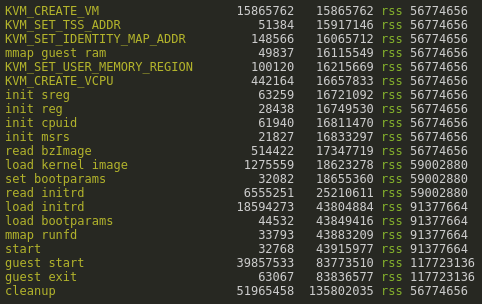 KVM_CREATE_VM 15865762 15865762 rss 56774656
KVM_SET_TSS_ADDR 51384 15917146 rss 56774656
KVM_SET_IDENTITY_MAP_ADDR 148566 16065712 rss 56774656
mmap guest ram 49837 16115549 rss 56774656
KVM_SET_USER_MEMORY_REGION 100120 16215669 rss 56774656
KVM_CREATE_VCPU 442164 16657833 rss 56774656
init sreg 63259 16721092 rss 56774656
init reg 28438 16749530 rss 56774656
init cpuid 61940 16811470 rss 56774656
init msrs 21827 16833297 rss 56774656
read bzImage 514422 17347719 rss 56774656
load kernel image 1275559 18623278 rss 59002880
set bootparams 32082 18655360 rss 59002880
read initrd 6555251 25210611 rss 59002880
load initrd 18594273 43804884 rss 91377664
load bootparams 44532 43849416 rss 91377664
mmap runfd 33793 43883209 rss 91377664
start 32768 43915977 rss 91377664
guest start 39857533 83773510 rss 117723136
guest exit 63067 83836577 rss 117723136
cleanup 51965458 135802035 rss 56774656